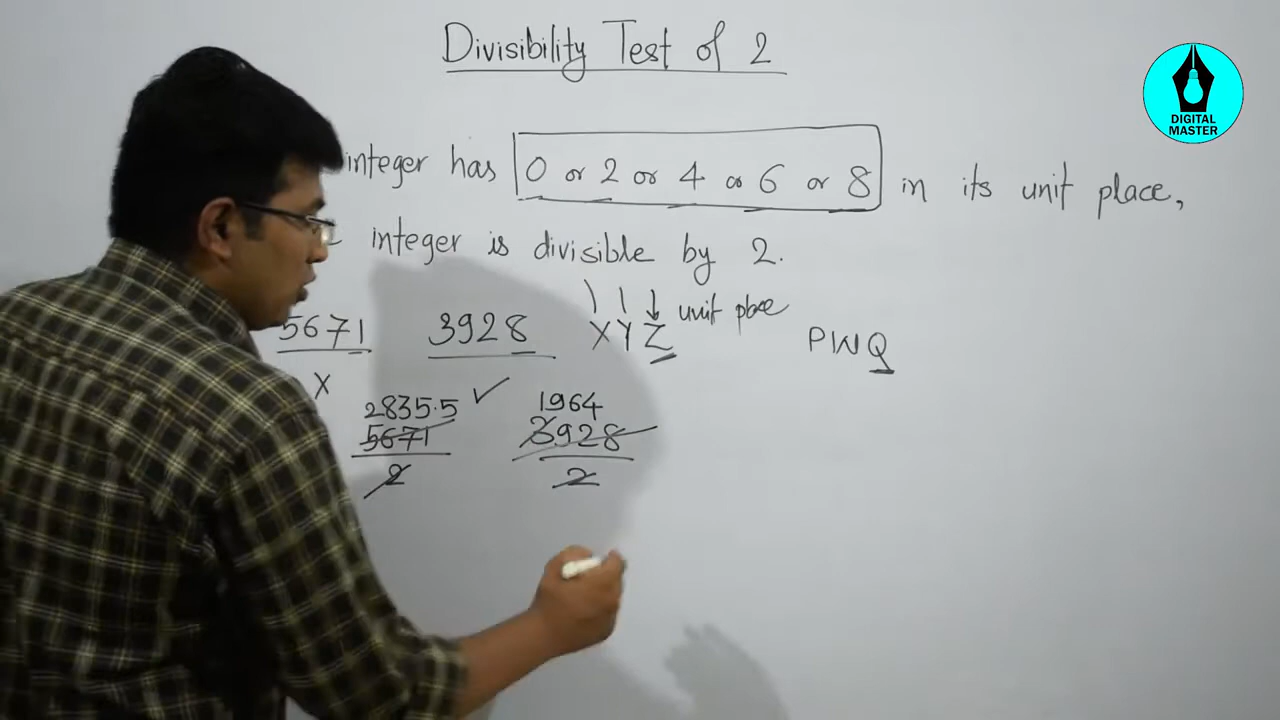 Divisibility Test of 2
DIGITAL
MASTER
integer has 0 or 2 or 4 or 6 or 8 in its unit place,
integer is divisible by 2.
unit place
5671 3928 XYZ PWQ
X
2835.5 ✓ 1964
5671 3928
2 2